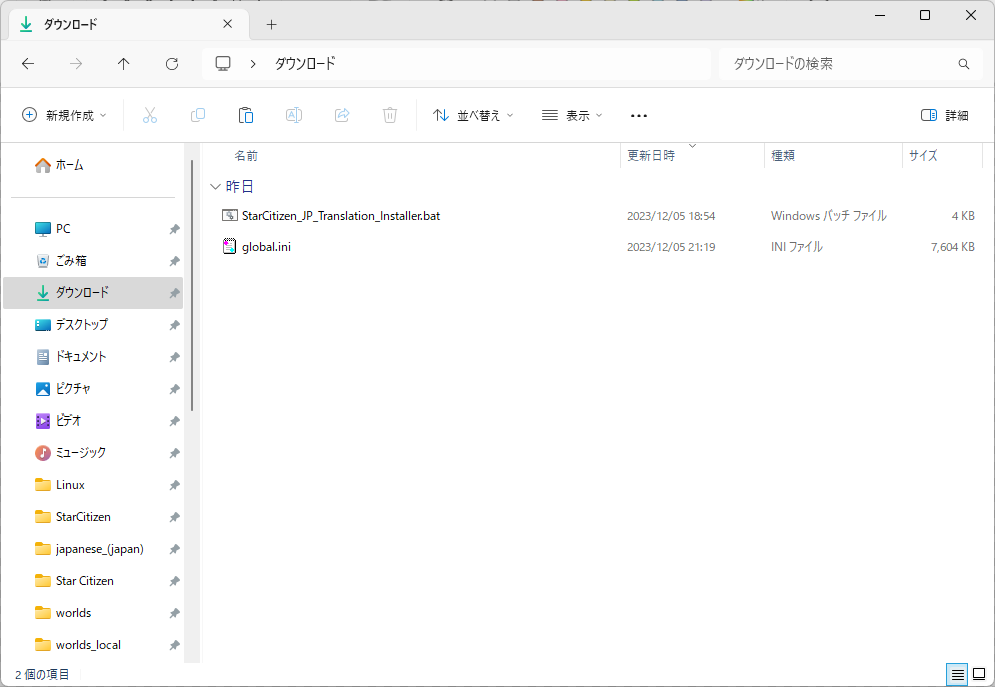 ダウンロード
ダウンロード
ダウンロードの検索
新規作成
並べ替え
表示
詳細
ホーム
PC
ごみ箱
ダウンロード
デスクトップ
ドキュメント
ピクチャ
ビデオ
ミュージック
Linux
StarCitizen
japanese_(japan)
Star Citizen
worlds
worlds_local
名前 更新日時 種類 サイズ
昨日
StarCitizen_JP_Translation_Installer.bat 2023/12/05 18:54 Windows バッチ ファイル 4 KB
global.ini 2023/12/05 21:19 INI ファイル 7,604 KB
2 個の項目